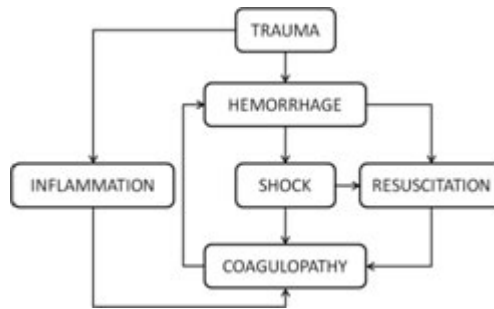 TRAUMA
HEMORRHAGE
INFLAMMATION
SHOCK
RESUSCITATION
COAGULOPATHY